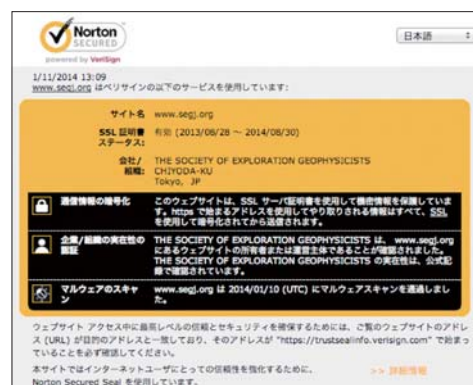 Norton
SECURED
powered by VeriSign
日本語
1/11/2014 13:09
www.segj.org はベリサインの以下のサービスを使用しています:
サイト名 www.segj.org
SSL 証明書 有効 (2013/08/28 ～ 2014/08/30)
ステータス:
会社/ THE SOCIETY OF EXPLORATION GEOPHYSICISTS
組織: CHIYODA-KU
Tokyo, JP
通信情報の暗号化 このウェブサイトは、SSL サーバ証明書を使用して機密情報を保護していま
す。https で始まるアドレスを使用してやり取りされる情報はすべて、SSL
を使用して暗号化されてから送信されます。
企業/組織の実在性の THE SOCIETY OF EXPLORATION GEOPHYSICISTS は、 www.segj.org
認証 にあるウェブサイトの所有者または運営主体であることが確認されました。
THE SOCIETY OF EXPLORATION GEOPHYSICISTS の実在性は、公式記
録で確認されています。
マルウェアのスキャ www.segj.org は 2014/01/10 (UTC) にマルウェアスキャンを通過しまし
ン た。
ウェブサイト アクセス中に最高レベルの信頼とセキュリティを確保するためには、ご覧のウェブサイトのアドレ
ス (URL) が目的のアドレスと一致しており、そのアドレスが "https://trustsealinfo.verisign.com" で始まっ
ていることを必ず確認してください。
本サイトではインターネットユーザにとっての信頼性を強化するために、 >> 詳細情報
Norton Secured Seal を使用しています。